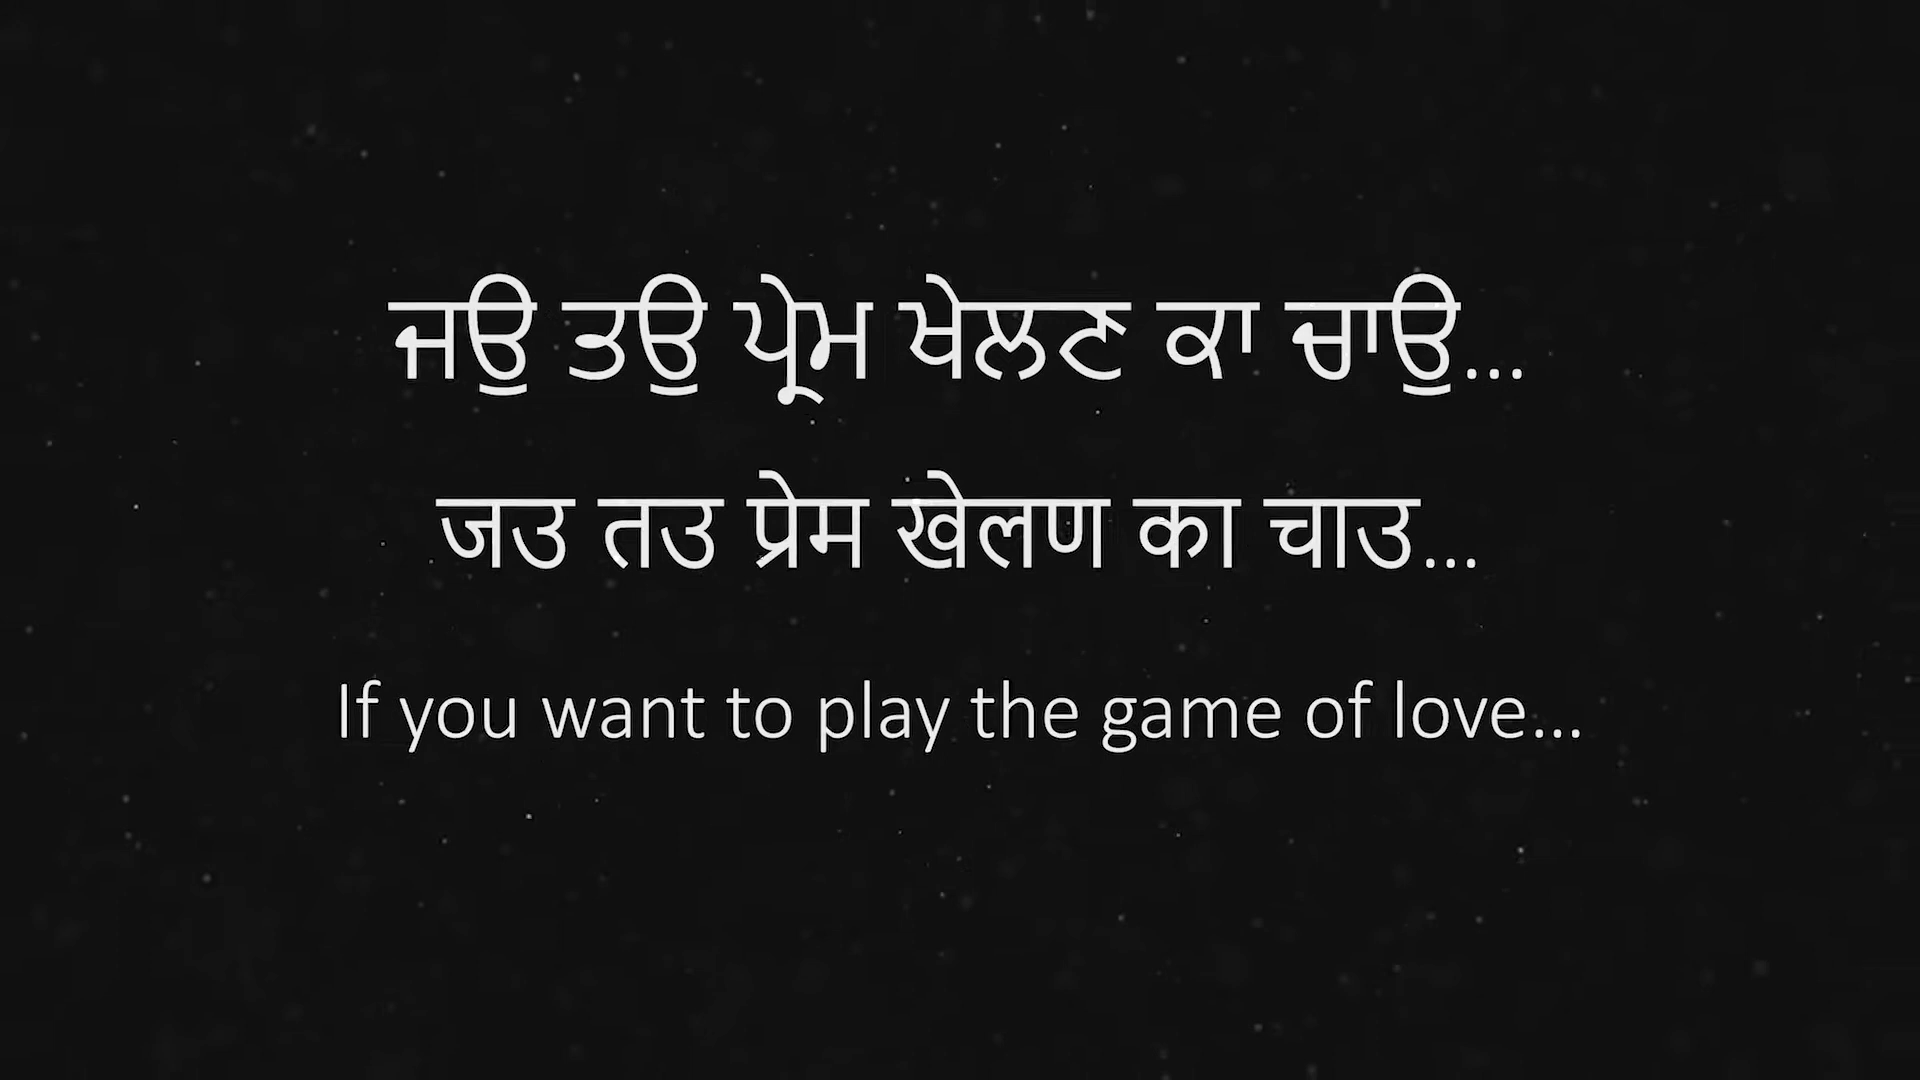 ਜਉ ਤਉ ਪ੍ਰੇਮ ਖੇਲਣ ਕਾ ਚਾਉ...
जउ तउ प्रेम खेलण का चाउ...
If you want to play the game of love...